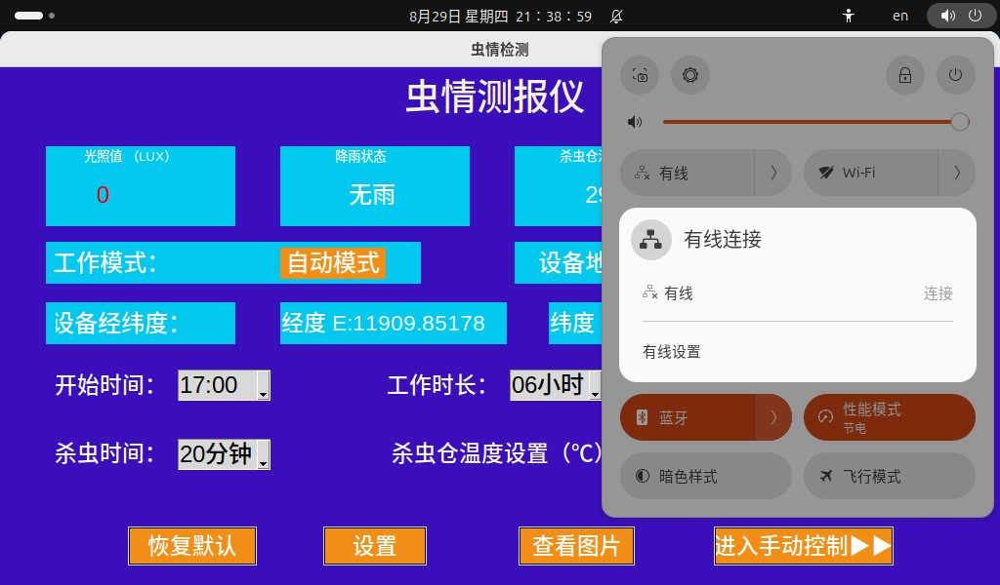 8月29日 星期四 21：38：59
en
虫情检测
虫情测报仪
光照值 （LUX）
0
降雨状态
无雨
杀虫仓
有线
Wi-Fi
有线连接
有线 连接
有线设置
工作模式：
自动模式
设备地
设备经纬度：
经度 E:11909.85178
纬度
开始时间：
17:00
工作时长：
06小时
蓝牙
性能模式
节电
杀虫时间：
20分钟
杀虫仓温度设置（℃）
暗色样式
飞行模式
恢复默认
设置
查看图片
进入手动控制▶▶